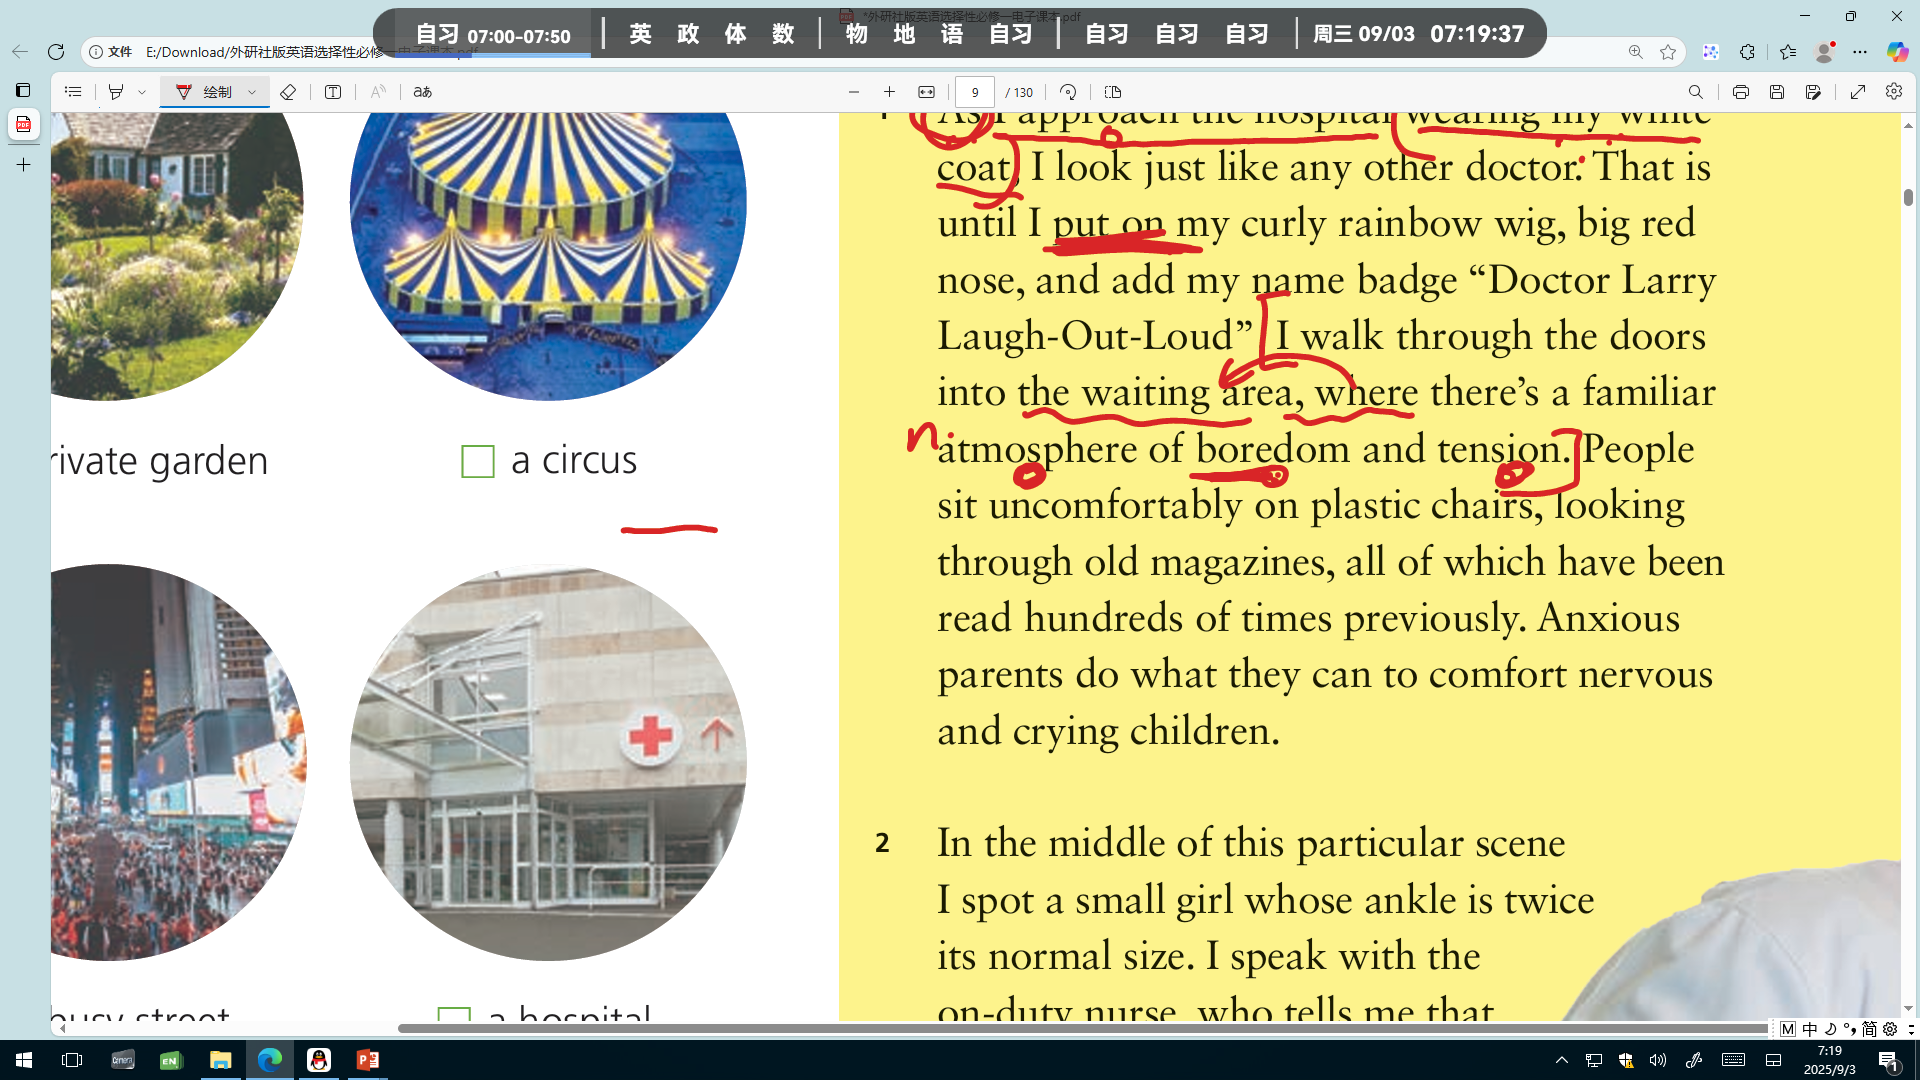 *外研社版英语选择性必修一电子课本.pdf
自习 07:00-07:50 英 政 体 数 物 地 语 自习 自习 自习 自习 周三 09/03 07:19:37
文件 E:/Download/外研社版英语选择性必修一电子课本.pdf
绘制 aあ 9 / 130
As I approach the hospital wearing my white
coat, I look just like any other doctor. That is
until I put on my curly rainbow wig, big red
nose, and add my name badge “Doctor Larry
Laugh-Out-Loud” I walk through the doors
into the waiting area, where there’s a familiar
n atmosphere of boredom and tension. People
sit uncomfortably on plastic chairs, looking
through old magazines, all of which have been
read hundreds of times previously. Anxious
parents do what they can to comfort nervous
and crying children.
rivate garden
a circus
2 In the middle of this particular scene
I spot a small girl whose ankle is twice
its normal size. I speak with the
on-duty nurse, who tells me that
busy street
a hospital
M 中 简
7:19
2025/9/3